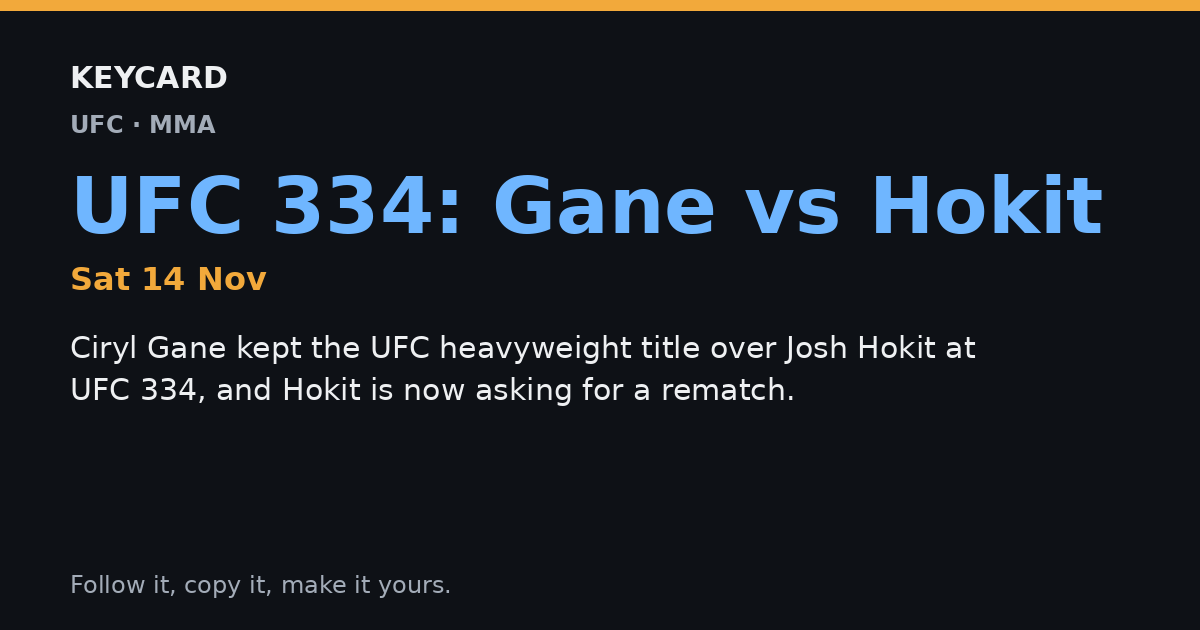 KEYCARD
UFC · MMA
UFC 334: Gane vs Hokit
Sat 14 Nov
Ciryl Gane kept the UFC heavyweight title over Josh Hokit at
UFC 334, and Hokit is now asking for a rematch.
Follow it, copy it, make it yours.